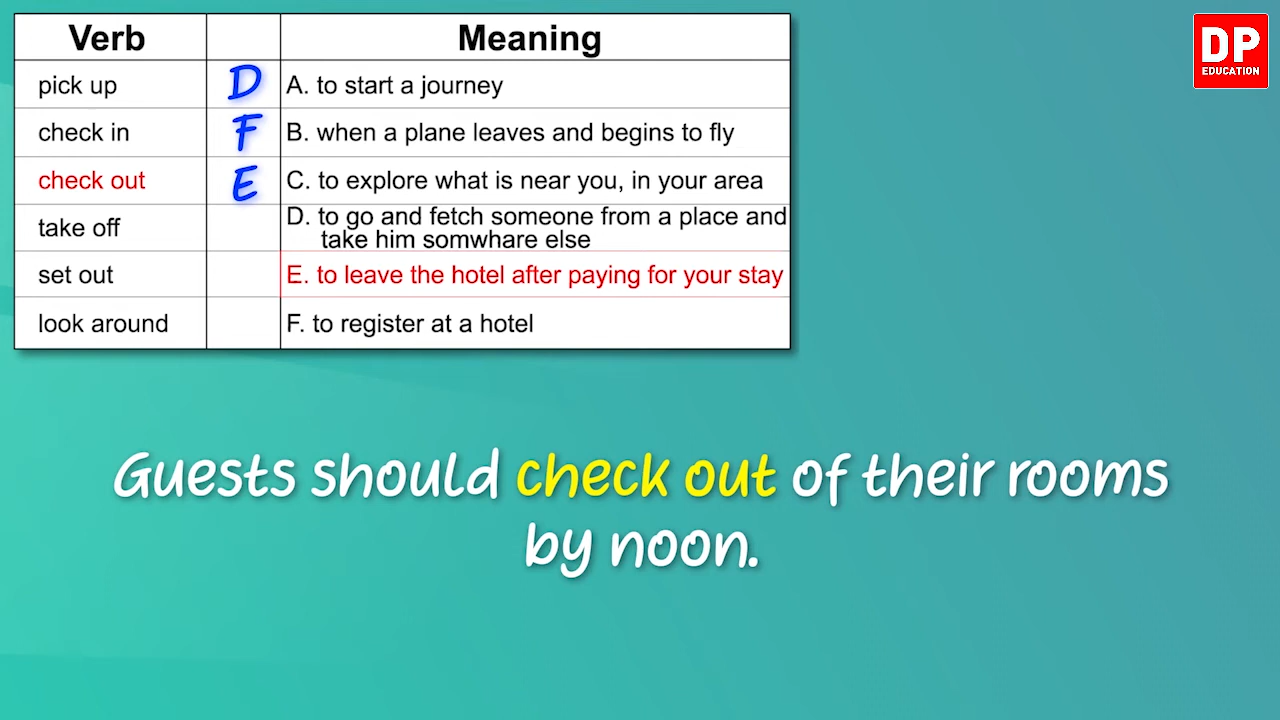 Verb Meaning
pick up D A. to start a journey
check in F B. when a plane leaves and begins to fly
check out E C. to explore what is near you, in your area
take off D. to go and fetch someone from a place and
take him somwhare else
set out E. to leave the hotel after paying for your stay
look around F. to register at a hotel
DP
EDUCATION
Guests should check out of their rooms
by noon.